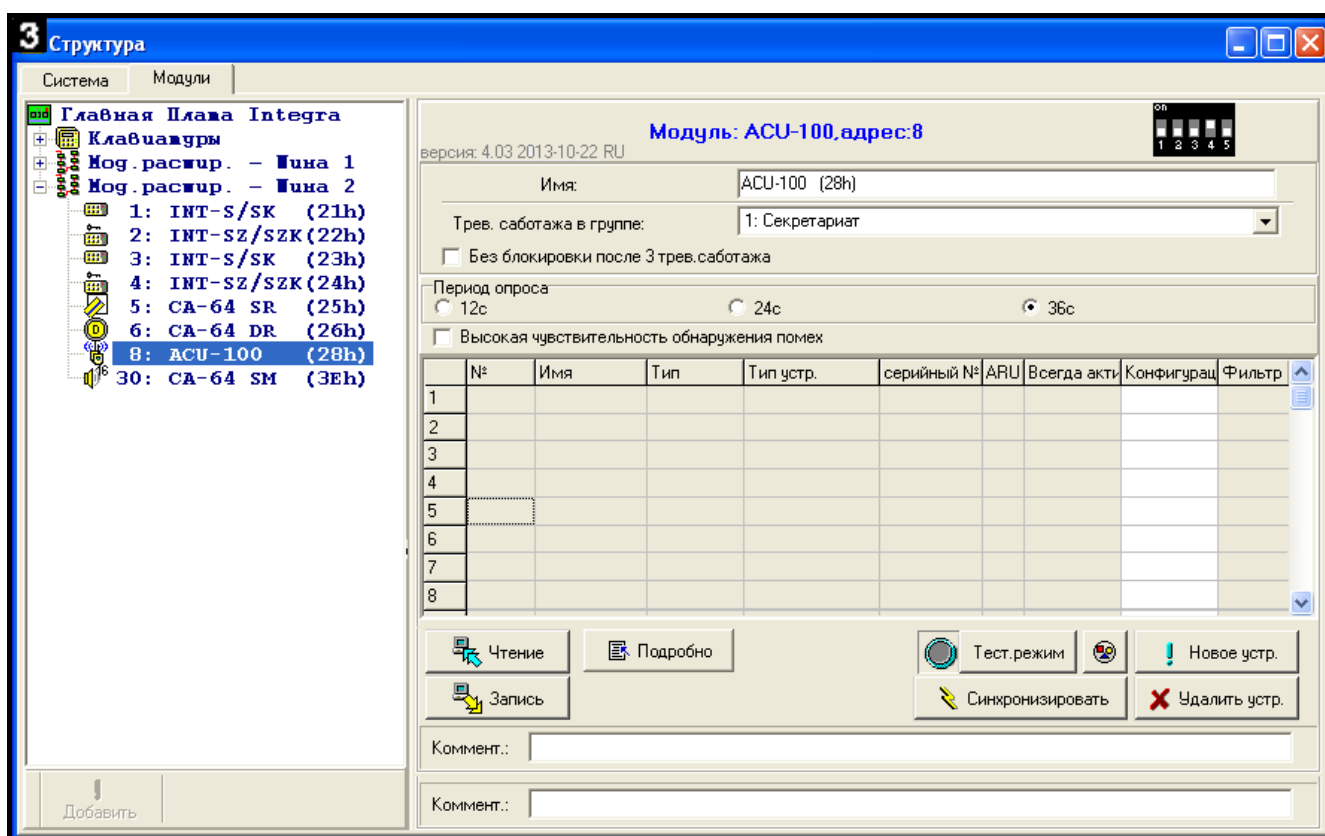 3 Структура
Система Модули
Главная Плата Integra
Клавиатуры
Мод.расшир. - Шина 1
Мод.расшир. - Шина 2
1: INT-S/SK (21h)
2: INT-SZ/SZK(22h)
3: INT-S/SK (23h)
4: INT-SZ/SZK(24h)
5: CA-64 SR (25h)
6: CA-64 DR (26h)
8: ACU-100 (28h)
30: CA-64 SM (3Eh)
Добавить
Модуль: ACU-100,адрес:8
версия: 4.03 2013-10-22 RU
on
1 2 3 4 5
Имя: ACU-100 (28h)
Трев. саботажа в группе: 1: Секретариат
Без блокировки после 3 трев.саботажа
Период опроса
12с 24с 36с
Высокая чувствительность обнаружения помех
№ Имя Тип Тип устр. серийный № ARU Всегда акти Конфигурац Фильтр
1
2
3
4
5
6
7
8
Чтение Подробно Тест.режим Новое устр.
Запись Синхронизировать Удалить устр.
Коммент.:
Коммент.: